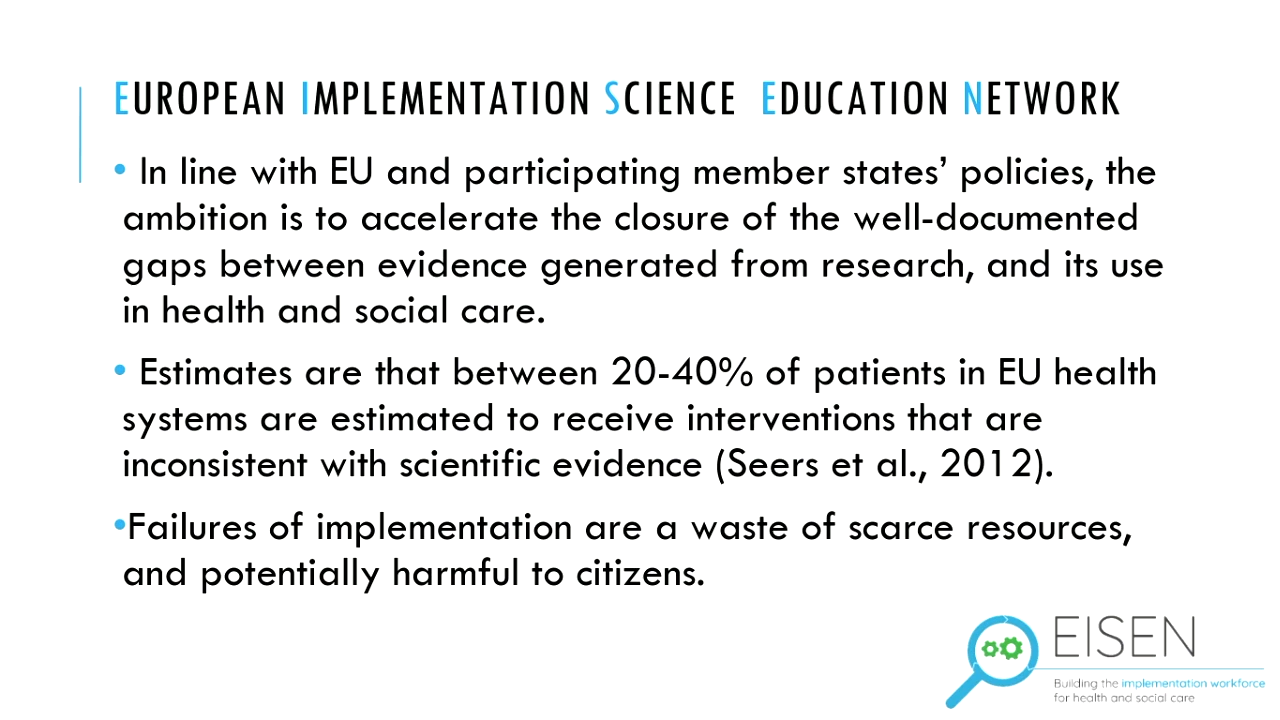 EUROPEAN IMPLEMENTATION SCIENCE EDUCATION NETWORK
• In line with EU and participating member states’ policies, the
ambition is to accelerate the closure of the well-documented
gaps between evidence generated from research, and its use
in health and social care.
• Estimates are that between 20-40% of patients in EU health
systems are estimated to receive interventions that are
inconsistent with scientific evidence (Seers et al., 2012).
•Failures of implementation are a waste of scarce resources,
and potentially harmful to citizens.
EISEN
Building the implementation workforce
for health and social care